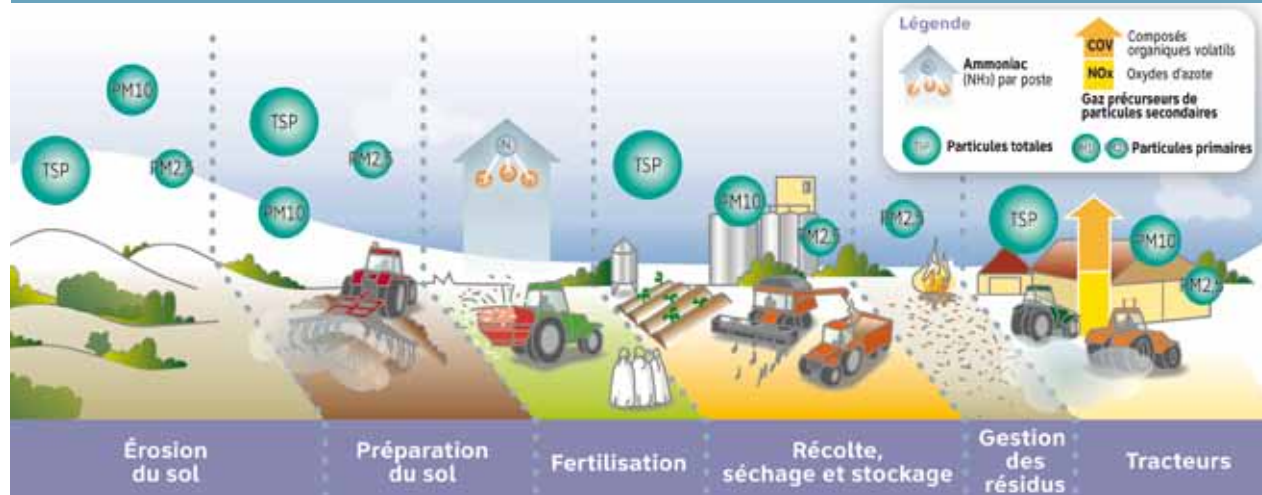 Légende
Ammoniac
(NH₃) par poste
N
COV
Composés
organiques volatils
NOx
Oxydes d'azote
Gaz précurseurs de
particules secondaires
TSP
Particules totales
Particules primaires
TSP
PM10
PM2,5
TSP
PM10
PM2,5
N
TSP
PM10
PM2,5
PM2,5
TSP
PM10
PM2,5
Érosion
du sol
Préparation
du sol
Fertilisation
Récolte,
séchage et stockage
Gestion
des
résidus
Tracteurs